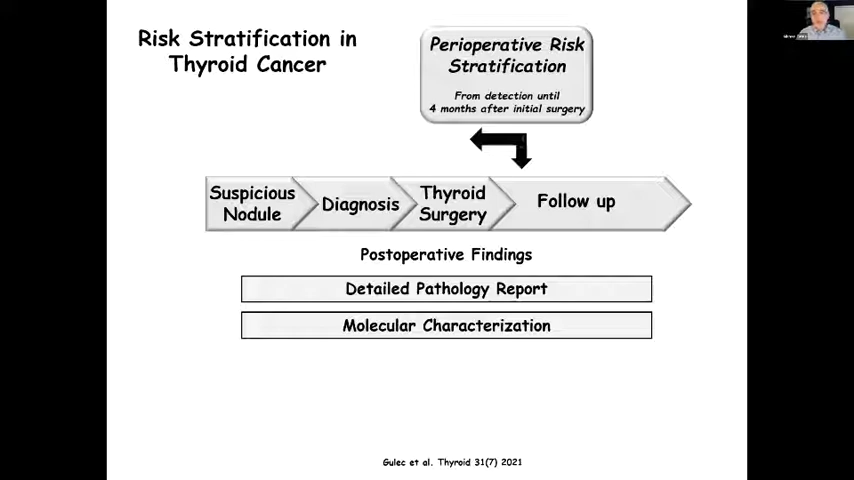 Risk Stratification in
Thyroid Cancer
Perioperative Risk
Stratification
From detection until
4 months after initial surgery
Suspicious
Nodule
Diagnosis
Thyroid
Surgery
Follow up
Postoperative Findings
Detailed Pathology Report
Molecular Characterization
Gulec et al. Thyroid 31(7) 2021